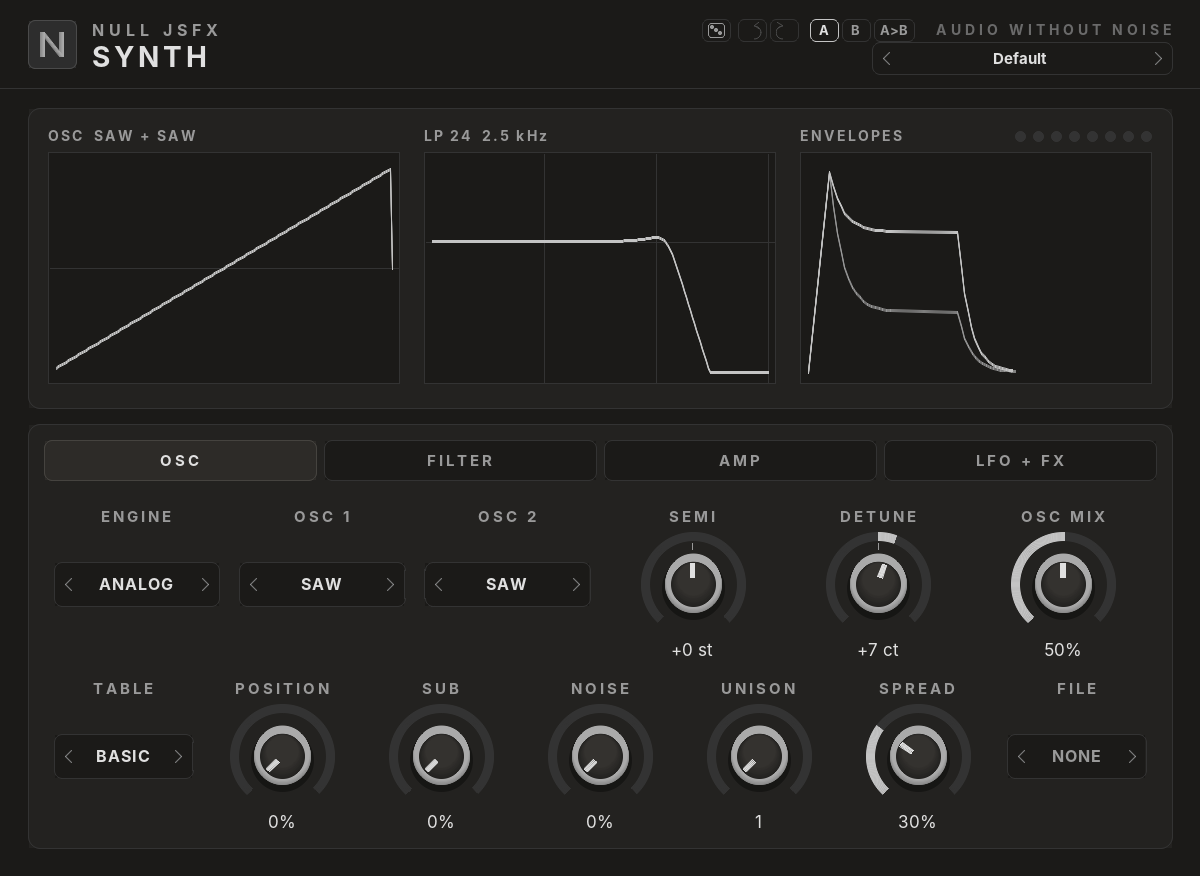 N
NULL JSFX
SYNTH
A B A>B AUDIO WITHOUT NOISE
Default
OSC SAW + SAW
LP 24 2.5 kHz
ENVELOPES
OSC FILTER AMP LFO + FX
ENGINE OSC 1 OSC 2 SEMI DETUNE OSC MIX
ANALOG SAW SAW
+0 st +7 ct 50%
TABLE POSITION SUB NOISE UNISON SPREAD FILE
BASIC NONE
0% 0% 0% 1 30%